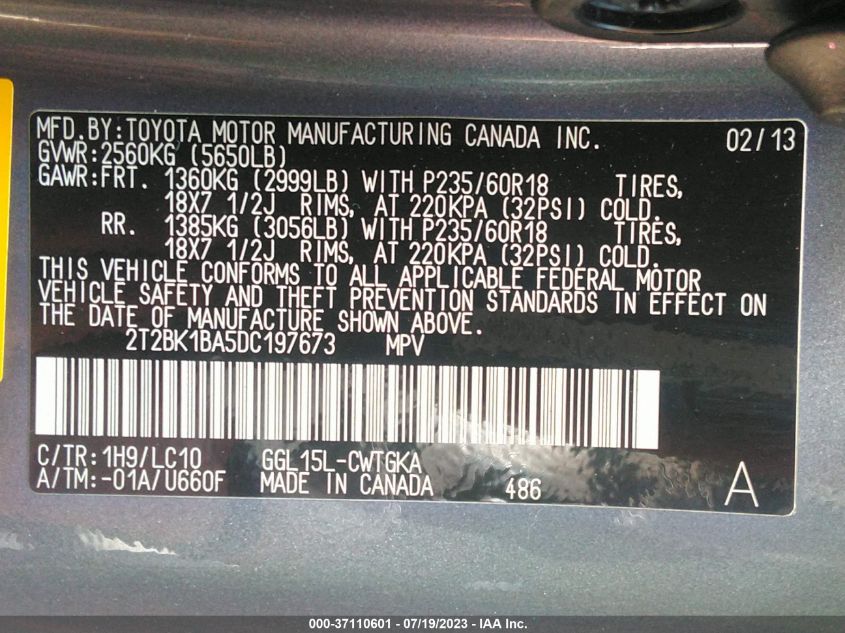 MFD.BY:TOYOTA MOTOR MANUFACTURING CANADA INC. 02/13
GVWR:2560KG (5650LB)
GAWR:FRT. 1360KG (2999LB) WITH P235/60R18 TIRES,
18X7 1/2J RIMS, AT 220KPA (32PSI) COLD.
RR. 1385KG (3056LB) WITH P235/60R18 TIRES,
18X7 1/2J RIMS, AT 220KPA (32PSI) COLD.
THIS VEHICLE CONFORMS TO ALL APPLICABLE FEDERAL MOTOR
VEHICLE SAFETY AND THEFT PREVENTION STANDARDS IN EFFECT ON
THE DATE OF MANUFACTURE SHOWN ABOVE.
2T2BK1BA5DC197673 MPV
C/TR:1H9/LC10 GGL15L-CWTGKA
A/TM:-01A/U660F MADE IN CANADA 486 A
000-37110601 - 07/19/2023 - IAA Inc.